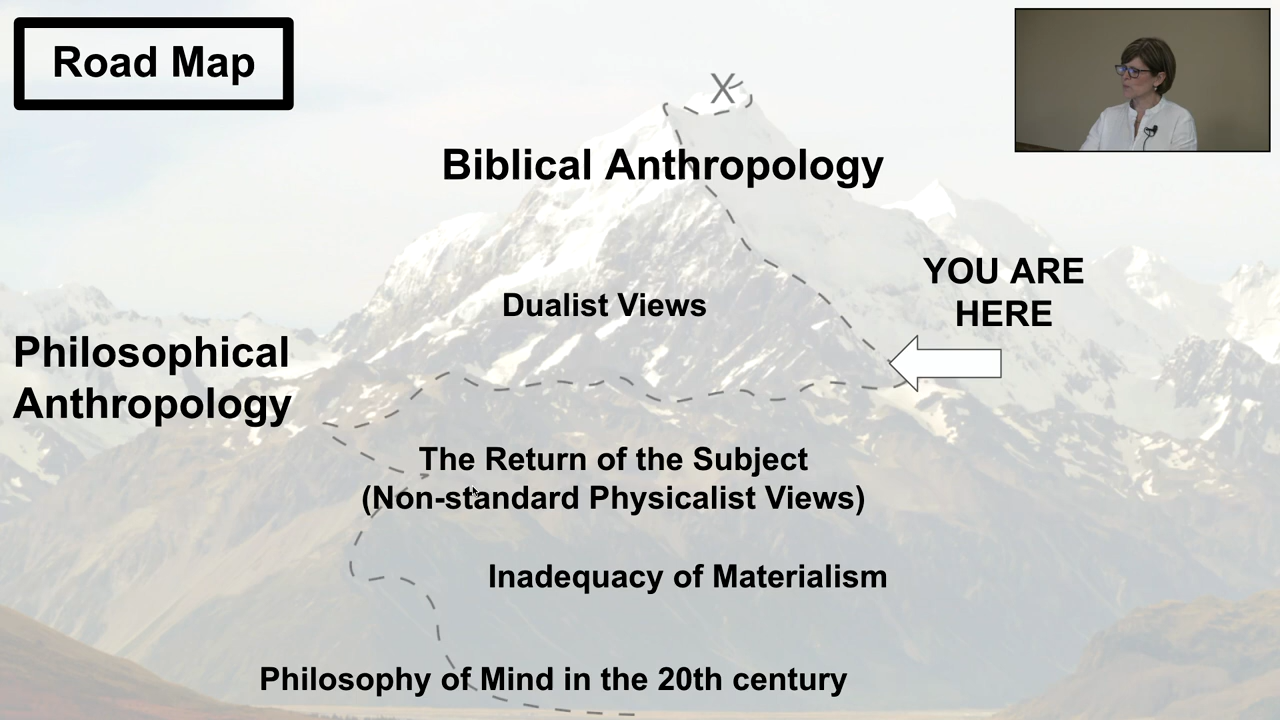 Road Map
X
Biblical Anthropology
YOU ARE
HERE
Dualist Views
Philosophical
Anthropology
The Return of the Subject
(Non-standard Physicalist Views)
Inadequacy of Materialism
Philosophy of Mind in the 20th century